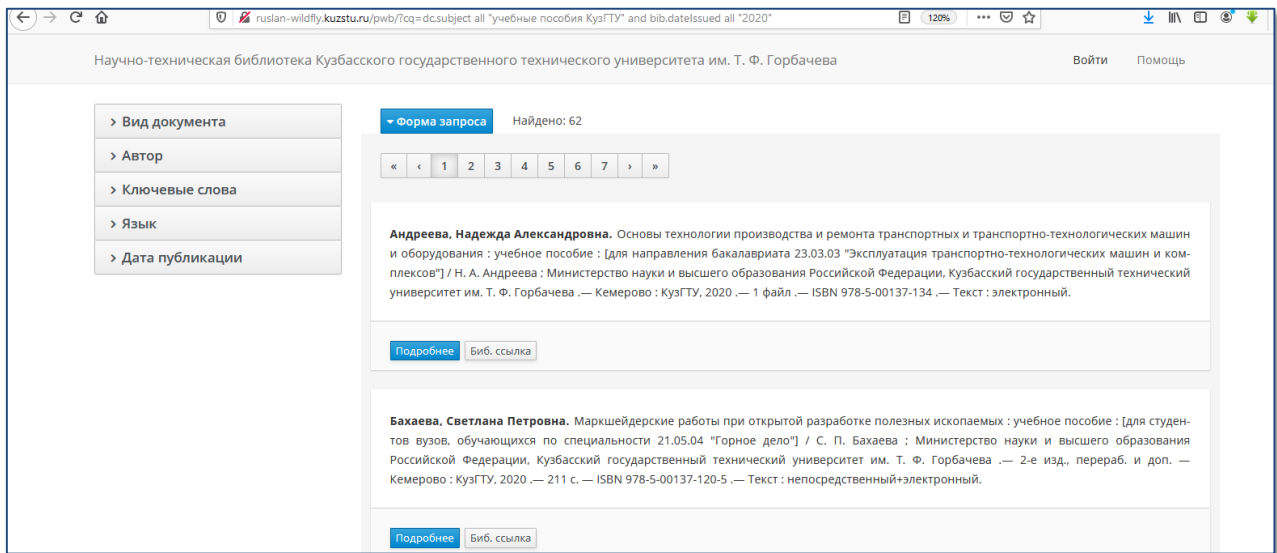 ruslan-wildfly.kuzstu.ru/pwb/?cq=dc.subject all "учебные пособия КузГТУ" and bib.dateIssued all "2020"
120%
Научно-техническая библиотека Кузбасского государственного технического университета им. Т. Ф. Горбачева
Войти
Помощь
› Вид документа
› Автор
› Ключевые слова
› Язык
› Дата публикации
Форма запроса
Найдено: 62
« ‹ 1 2 3 4 5 6 7 › »
Андреева, Надежда Александровна. Основы технологии производства и ремонта транспортных и транспортно-технологических машин
и оборудования : учебное пособие : [для направления бакалавриата 23.03.03 "Эксплуатация транспортно-технологических машин и ком-
плексов"] / Н. А. Андреева ; Министерство науки и высшего образования Российской Федерации, Кузбасский государственный технический
университет им. Т. Ф. Горбачева .— Кемерово : КузГТУ, 2020 .— 1 файл .— ISBN 978-5-00137-134 .— Текст : электронный.
Подробнее
Биб. ссылка
Бахаева, Светлана Петровна. Маркшейдерские работы при открытой разработке полезных ископаемых : учебное пособие : [для студен-
тов вузов, обучающихся по специальности 21.05.04 "Горное дело"] / С. П. Бахаева ; Министерство науки и высшего образования
Российской Федерации, Кузбасский государственный технический университет им. Т. Ф. Горбачева .— 2-е изд., перераб. и доп. —
Кемерово : КузГТУ, 2020 .— 211 с. — ISBN 978-5-00137-120-5 .— Текст : непосредственный+электронный.
Подробнее
Биб. ссылка